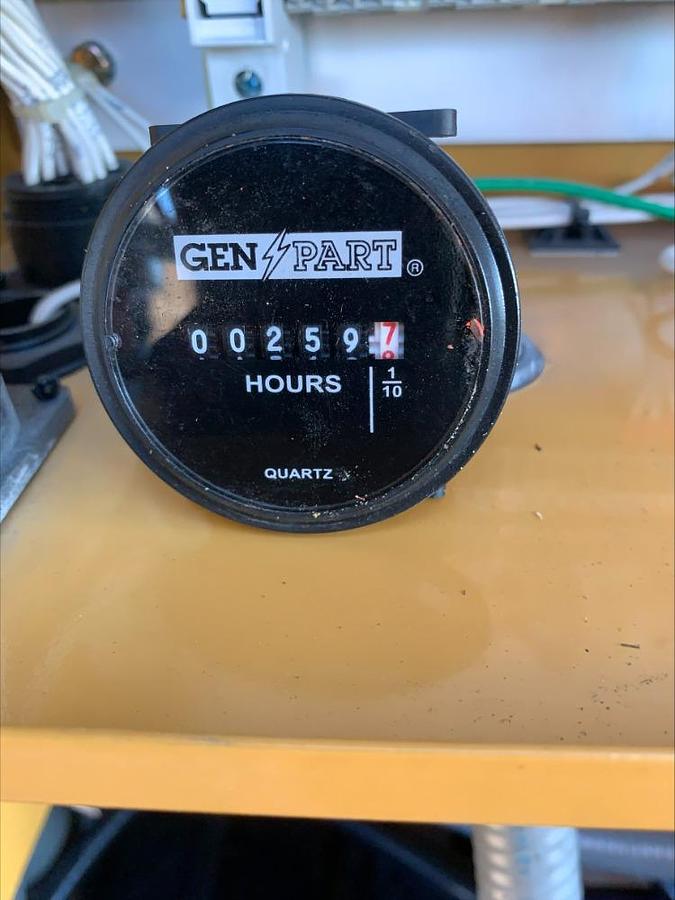 GEN PART ®
002597
HOURS 1/10
QUARTZ